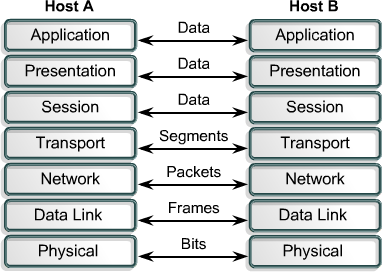 Host A Host B
Application Data Application
Presentation Data Presentation
Session Data Session
Transport Segments Transport
Network Packets Network
Data Link Frames Data Link
Physical Bits Physical